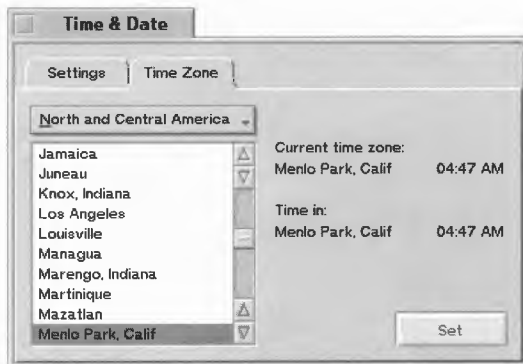 Time & Date
Settings
Time Zone
North and Central America
Jamaica
Juneau
Knox, Indiana
Los Angeles
Louisville
Managua
Marengo, Indiana
Martinique
Mazatlan
Menlo Park, Calif
Current time zone:
Menlo Park, Calif 04:47 AM
Time in:
Menlo Park, Calif 04:47 AM
Set